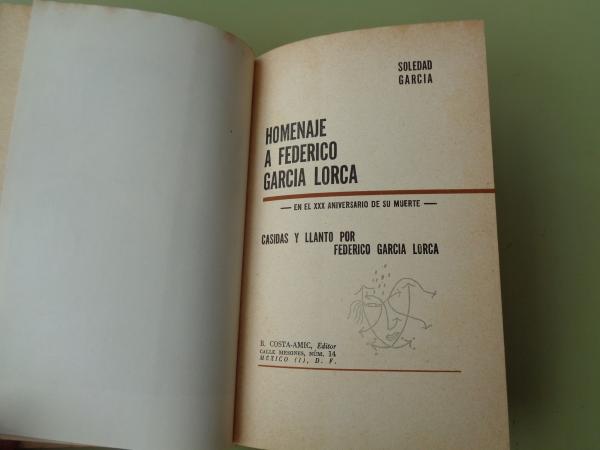 SOLEDAD
GARCIA
HOMENAJE
A FEDERICO
GARCIA LORCA
— EN EL XXX ANIVERSARIO DE SU MUERTE —
CASIDAS Y LLANTO POR
FEDERICO GARCIA LORCA
B. COSTA-AMIC, Editor
CALLE MESONES, NÚM. 14
MÉXICO (1), D. F.